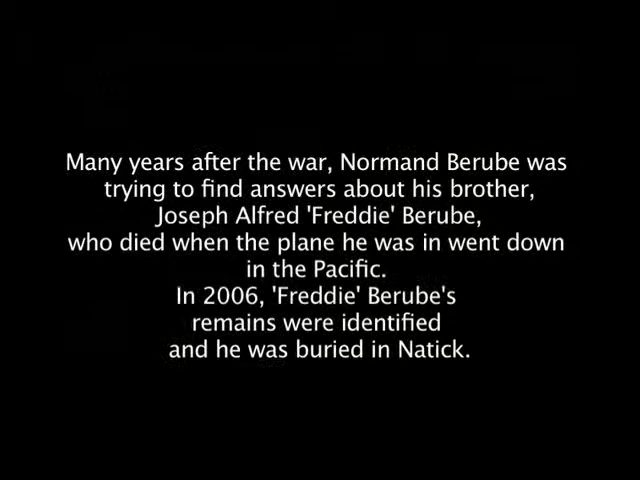 Many years after the war, Normand Berube was
trying to find answers about his brother,
Joseph Alfred 'Freddie' Berube,
who died when the plane he was in went down
in the Pacific.
In 2006, 'Freddie' Berube's
remains were identified
and he was buried in Natick.